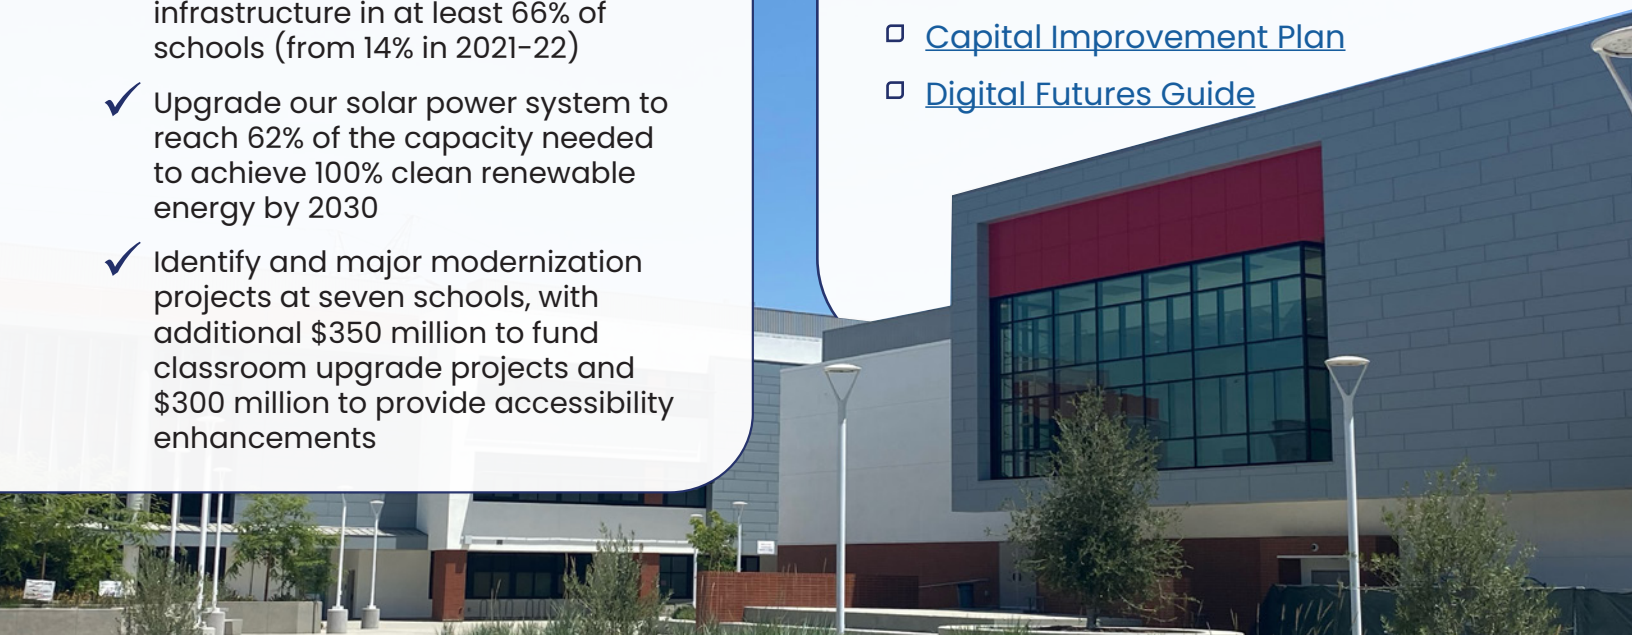 infrastructure in at least 66% of
schools (from 14% in 2021-22)
Upgrade our solar power system to
reach 62% of the capacity needed
to achieve 100% clean renewable
energy by 2030
Identify and major modernization
projects at seven schools, with
additional $350 million to fund
classroom upgrade projects and
$300 million to provide accessibility
enhancements
Capital Improvement Plan
Digital Futures Guide